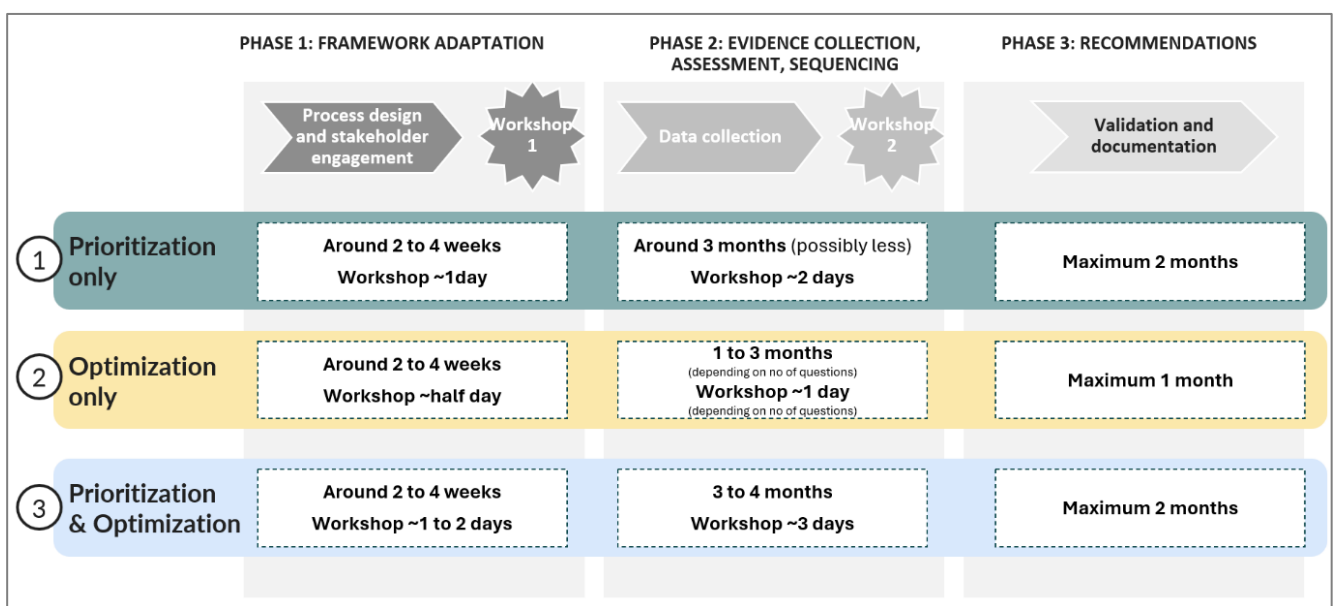 PHASE 1: FRAMEWORK ADAPTATION
PHASE 2: EVIDENCE COLLECTION,
ASSESSMENT, SEQUENCING
PHASE 3: RECOMMENDATIONS
Process design
and stakeholder
engagement
Workshop
1
Data collection
Workshop
2
Validation and
documentation
1
Prioritization
only
Around 2 to 4 weeks
Workshop ~1day
Around 3 months (possibly less)
Workshop ~2 days
Maximum 2 months
2
Optimization
only
Around 2 to 4 weeks
Workshop ~half day
1 to 3 months
(depending on no of questions)
Workshop ~1 day
(depending on no of questions)
Maximum 1 month
3
Prioritization
& Optimization
Around 2 to 4 weeks
Workshop ~1 to 2 days
3 to 4 months
Workshop ~3 days
Maximum 2 months